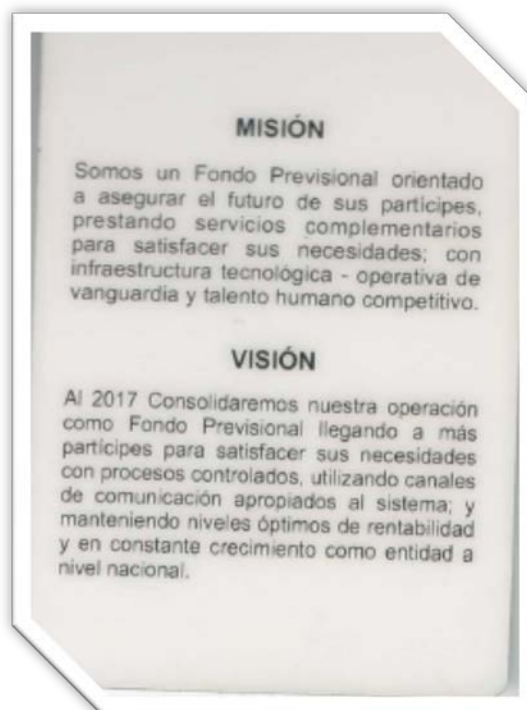 MISIÓN
Somos un Fondo Previsional orientado
a asegurar el futuro de sus partícipes,
prestando servicios complementarios
para satisfacer sus necesidades; con
infraestructura tecnológica - operativa de
vanguardia y talento humano competitivo.
VISIÓN
Al 2017 Consolidaremos nuestra operación
como Fondo Previsional llegando a más
partícipes para satisfacer sus necesidades
con procesos controlados, utilizando canales
de comunicación apropiados al sistema; y
manteniendo niveles óptimos de rentabilidad
y en constante crecimiento como entidad a
nivel nacional.